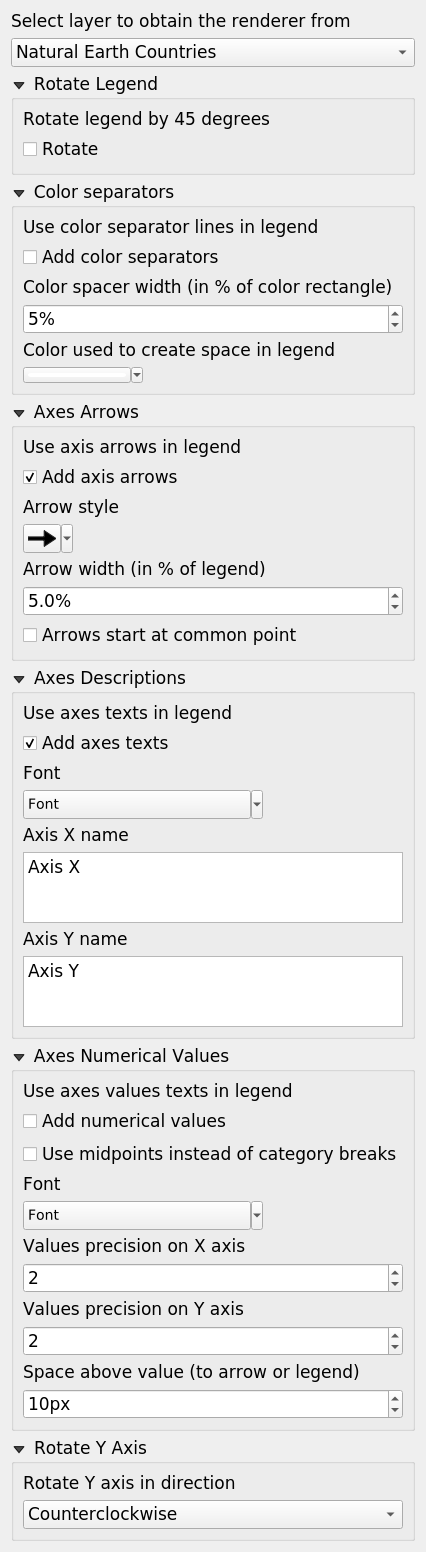 Select layer to obtain the renderer from
Natural Earth Countries
Rotate Legend
Rotate legend by 45 degrees
Rotate
Color separators
Use color separator lines in legend
Add color separators
Color spacer width (in % of color rectangle)
5%
Color used to create space in legend
Axes Arrows
Use axis arrows in legend
Add axis arrows
Arrow style
Arrow width (in % of legend)
5.0%
Arrows start at common point
Axes Descriptions
Use axes texts in legend
Add axes texts
Font
Font
Axis X name
Axis X
Axis Y name
Axis Y
Axes Numerical Values
Use axes values texts in legend
Add numerical values
Use midpoints instead of category breaks
Font
Font
Values precision on X axis
2
Values precision on Y axis
2
Space above value (to arrow or legend)
10px
Rotate Y Axis
Rotate Y axis in direction
Counterclockwise